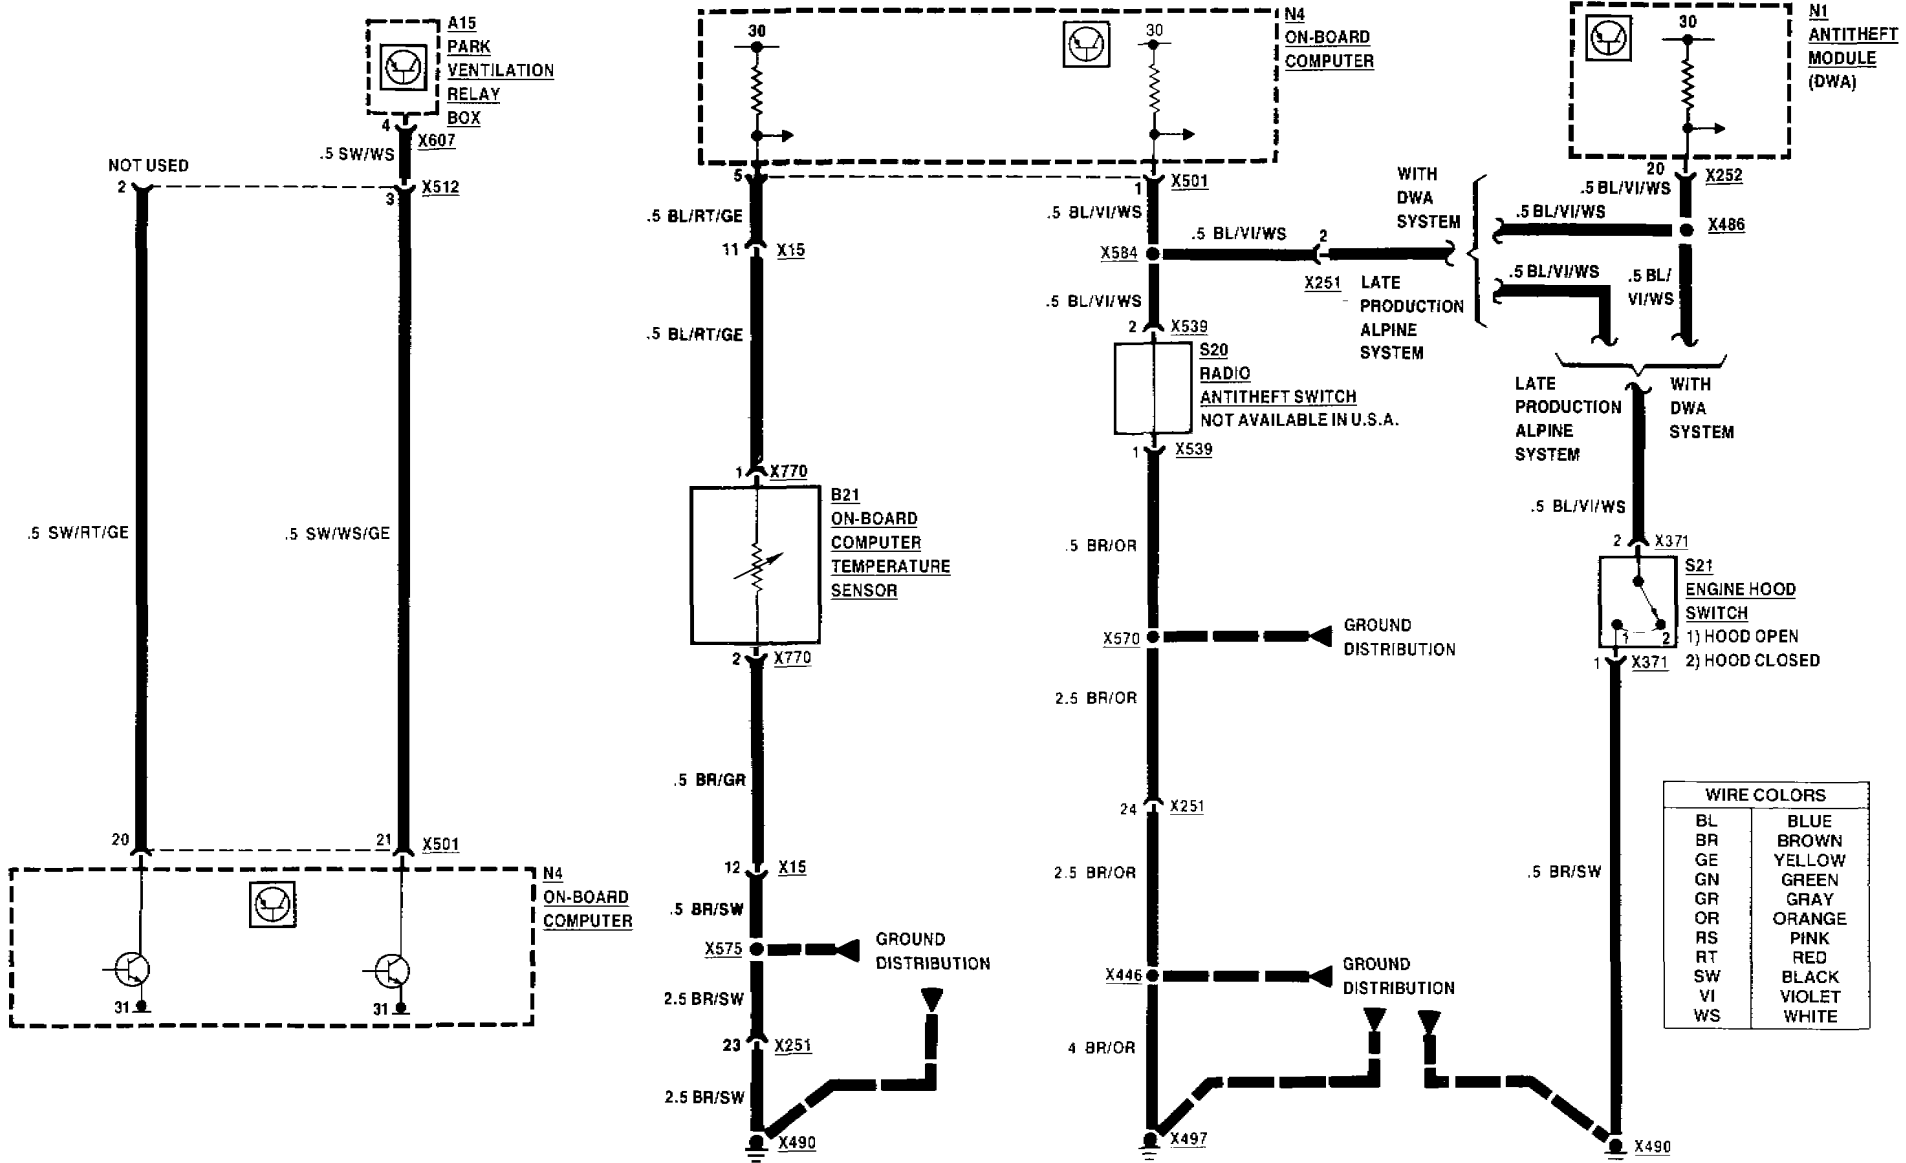 A15
PARK
VENTILATION
RELAY
BOX
4
X607
.5 SW/WS
NOT USED
2
X512
3
.5 SW/RT/GE
.5 SW/WS/GE
20
21
X501
N4
ON-BOARD
COMPUTER
31
31
N4
ON-BOARD
COMPUTER
30
30
5
1
X501
.5 BL/RT/GE
11
X15
.5 BL/RT/GE
1
X770
B21
ON-BOARD
COMPUTER
TEMPERATURE
SENSOR
2
X770
.5 BR/GR
12
X15
.5 BR/SW
X575
GROUND
DISTRIBUTION
2.5 BR/SW
23
X251
2.5 BR/SW
X490
.5 BL/VI/WS
X584
.5 BL/VI/WS
2
X251
LATE
PRODUCTION
ALPINE
SYSTEM
WITH
DWA
SYSTEM
.5 BL/VI/WS
2
X539
S20
RADIO
ANTITHEFT SWITCH
NOT AVAILABLE IN U.S.A.
1
X539
.5 BR/OR
X570
GROUND
DISTRIBUTION
2.5 BR/OR
24
X251
2.5 BR/OR
X446
GROUND
DISTRIBUTION
4 BR/OR
X497
N1
ANTITHEFT
MODULE
(DWA)
30
20
X252
.5 BL/VI/WS
.5 BL/VI/WS
X486
.5 BL/VI/WS
.5 BL/
VI/WS
LATE
PRODUCTION
ALPINE
SYSTEM
WITH
DWA
SYSTEM
.5 BL/VI/WS
2
X371
S21
ENGINE HOOD
SWITCH
1) HOOD OPEN
2) HOOD CLOSED
1
2
1
X371
.5 BR/SW
X490
WIRE COLORS
BL BLUE
BR BROWN
GE YELLOW
GN GREEN
GR GRAY
OR ORANGE
RS PINK
RT RED
SW BLACK
VI VIOLET
WS WHITE